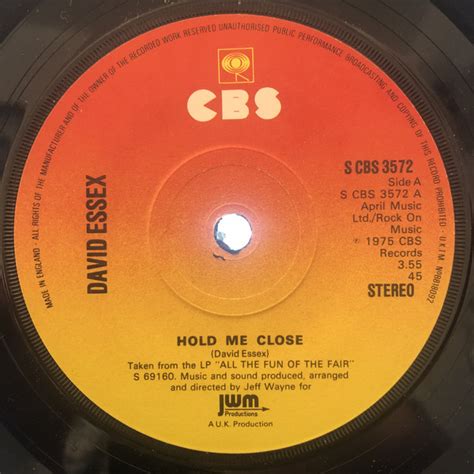 MADE IN ENGLAND · ALL RIGHTS OF THE MANUFACTURER AND OF THE OWNER OF THE RECORDED WORK RESERVED UNAUTHORISED PUBLIC PERFORMANCE BROADCASTING AND COPYING OF THIS RECORD PROHIBITED · U.K./M
CBS
DAVID ESSEX
S CBS 3572
Side A
S CBS 3572 A
April Music
Ltd./Rock On
Music
℗ 1975 CBS
Records
3.55
45
STEREO
HOLD ME CLOSE
(David Essex)
Taken from the LP "ALL THE FUN OF THE FAIR"
S 69160. Music and sound produced, arranged
and directed by Jeff Wayne for
jwm
Productions
A U.K. Production